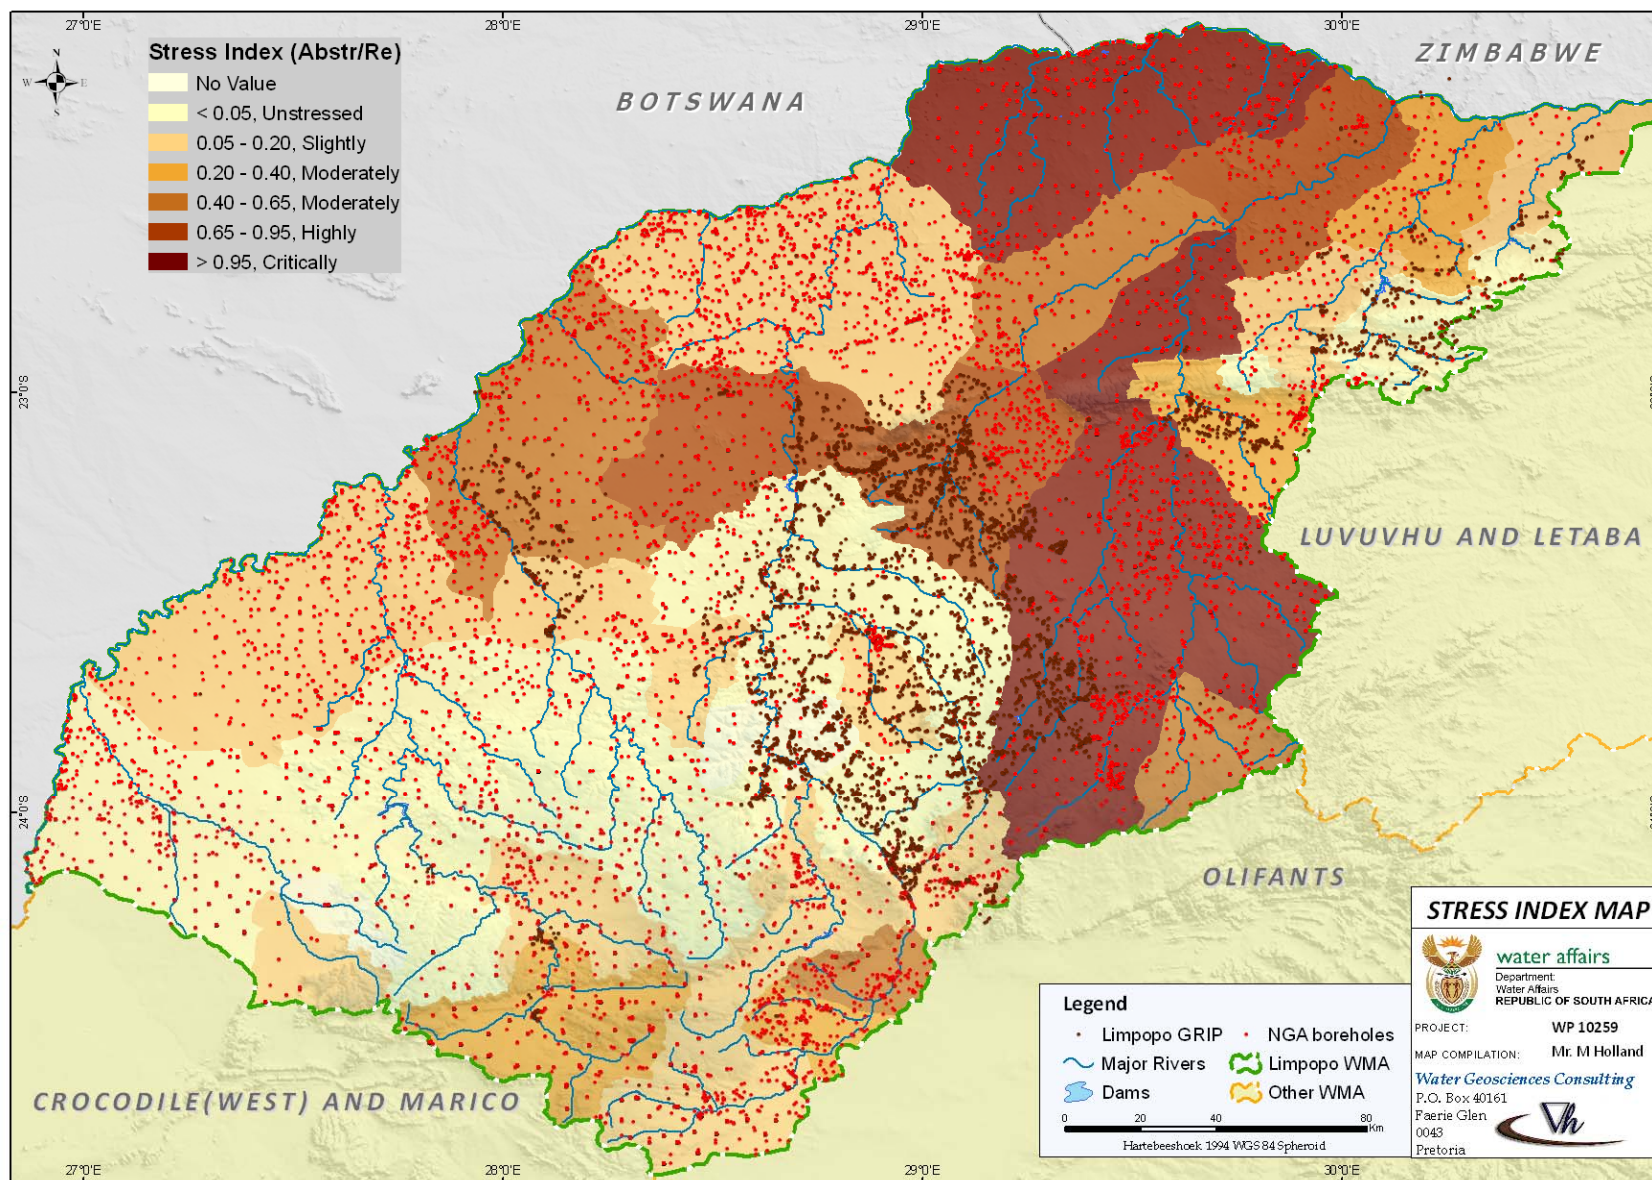 27°0'E
28°0'E
29°0'E
30°0'E
N
W
E
S
Stress Index (Abstr/Re)
No Value
< 0.05, Unstressed
0.05 - 0.20, Slightly
0.20 - 0.40, Moderately
0.40 - 0.65, Moderately
0.65 - 0.95, Highly
> 0.95, Critically
ZIMBABWE
BOTSWANA
23°0'S
LUVUVHU AND LETABA
24°0'S
OLIFANTS
CROCODILE(WEST) AND MARICO
Legend
Limpopo GRIP
NGA boreholes
Major Rivers
Limpopo WMA
Dams
Other WMA
0 20 40 80
Km
Hartebeeshoek 1994 WGS 84 Spheroid
STRESS INDEX MAP
water affairs
Department:
Water Affairs
REPUBLIC OF SOUTH AFRICA
PROJECT: WP 10259
MAP COMPILATION: Mr. M Holland
Water Geosciences Consulting
P.O. Box 40161
Faerie Glen
0043
Pretoria
Vh
27°0'E
28°0'E
29°0'E
30°0'E